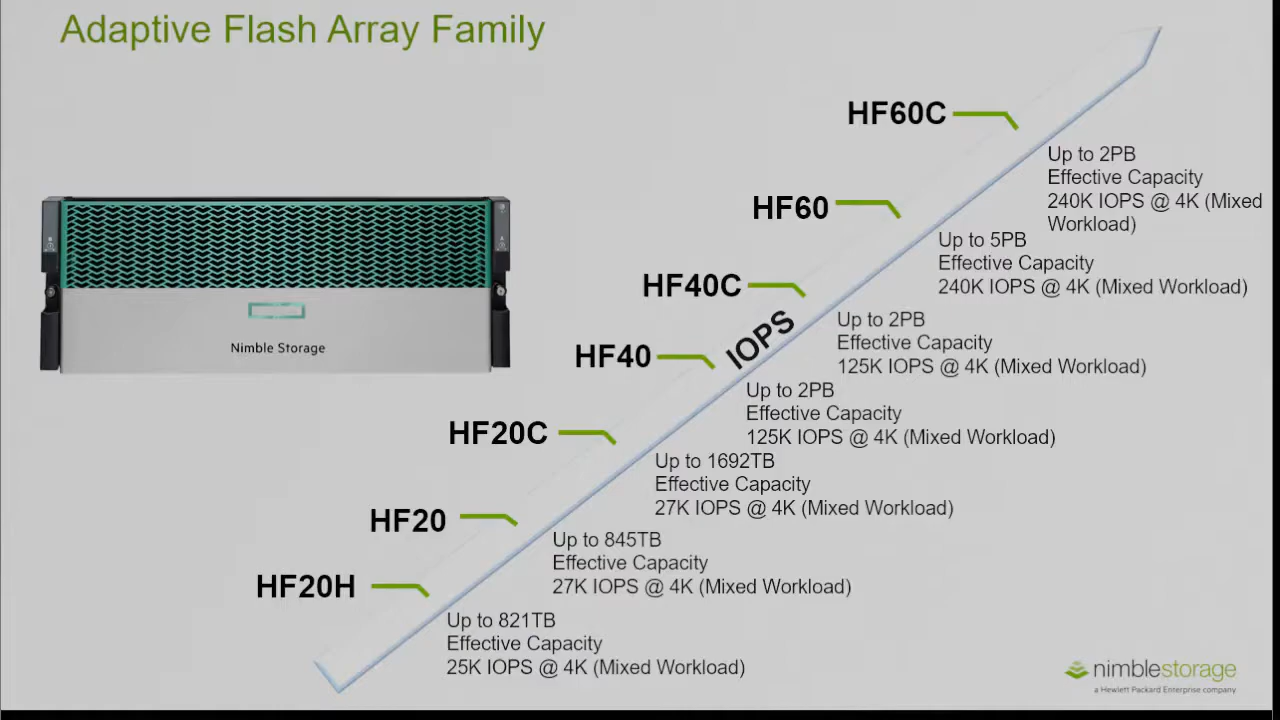 Adaptive Flash Array Family
HF60C
Up to 2PB
Effective Capacity
240K IOPS @ 4K (Mixed
Workload)
HF60
Up to 5PB
Effective Capacity
240K IOPS @ 4K (Mixed Workload)
HF40C
Up to 2PB
Effective Capacity
125K IOPS @ 4K (Mixed Workload)
IOPS
HF40
Up to 2PB
Effective Capacity
125K IOPS @ 4K (Mixed Workload)
HF20C
Up to 1692TB
Effective Capacity
27K IOPS @ 4K (Mixed Workload)
HF20
Up to 845TB
Effective Capacity
27K IOPS @ 4K (Mixed Workload)
HF20H
Up to 821TB
Effective Capacity
25K IOPS @ 4K (Mixed Workload)
Nimble Storage
nimblestorage
a Hewlett Packard Enterprise company